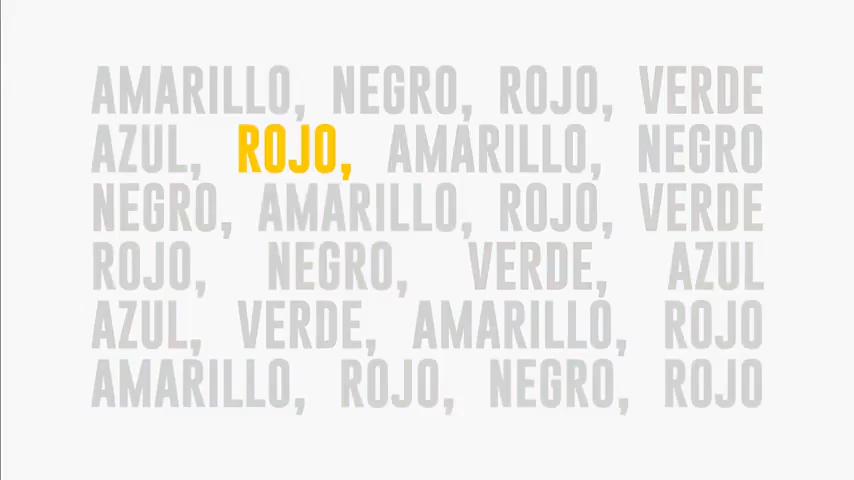 AMARILLO, NEGRO, ROJO, VERDE
AZUL, ROJO, AMARILLO, NEGRO
NEGRO, AMARILLO, ROJO, VERDE
ROJO, NEGRO, VERDE, AZUL
AZUL, VERDE, AMARILLO, ROJO
AMARILLO, ROJO, NEGRO, ROJO